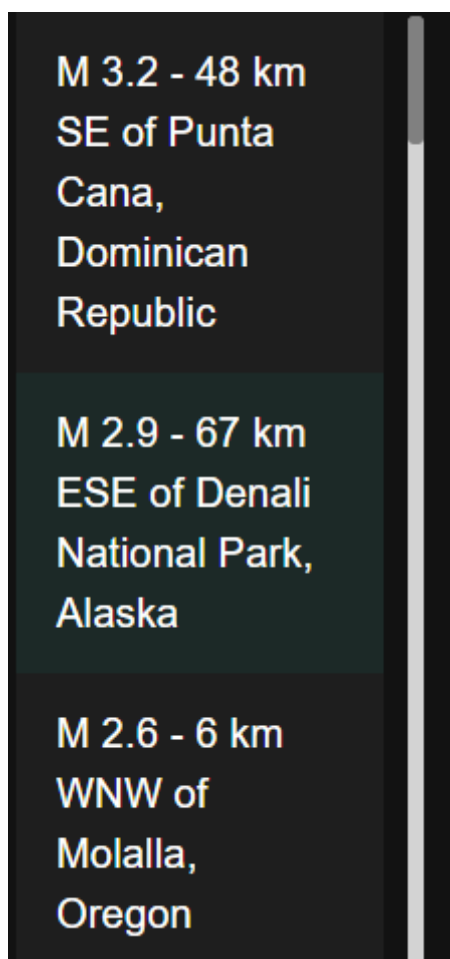 M 3.2 - 48 km
SE of Punta
Cana,
Dominican
Republic
M 2.9 - 67 km
ESE of Denali
National Park,
Alaska
M 2.6 - 6 km
WNW of
Molalla,
Oregon